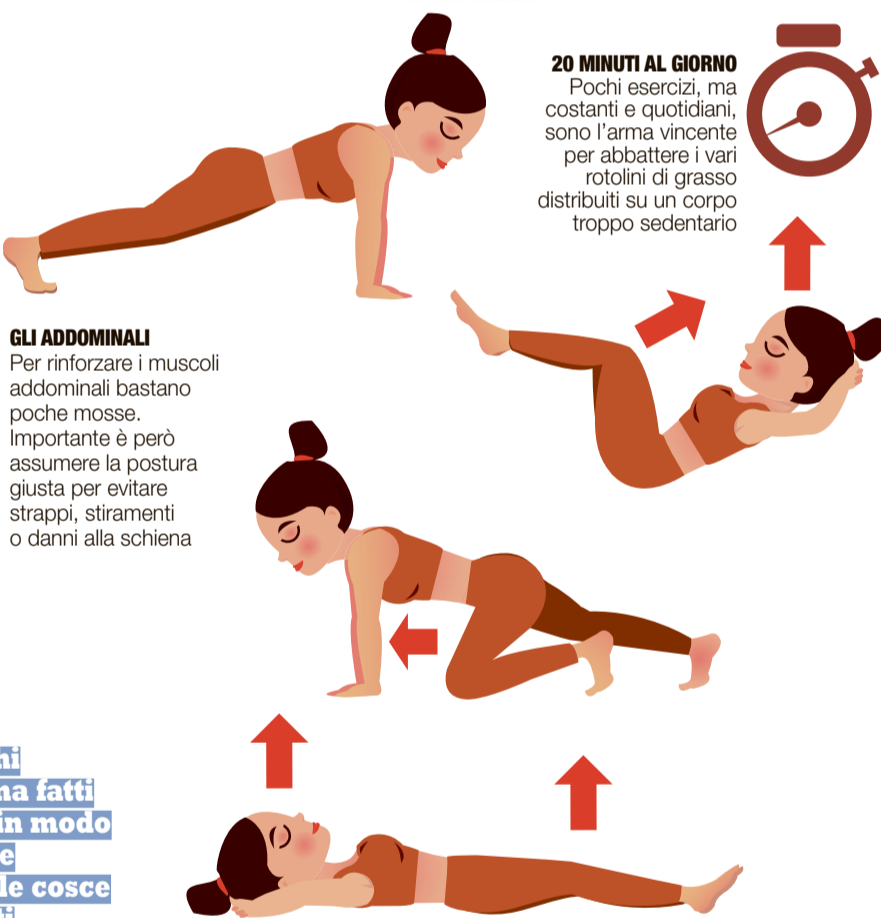 20 MINUTI AL GIORNO
Pochi esercizi, ma
costanti e quotidiani,
sono l’arma vincente
per abbattere i vari
rotolini di grasso
distribuiti su un corpo
troppo sedentario
GLI ADDOMINALI
Per rinforzare i muscoli
addominali bastano
poche mosse.
Importante è però
assumere la postura
giusta per evitare
strappi, stiramenti
o danni alla schiena
fatti
in modo
le cosce